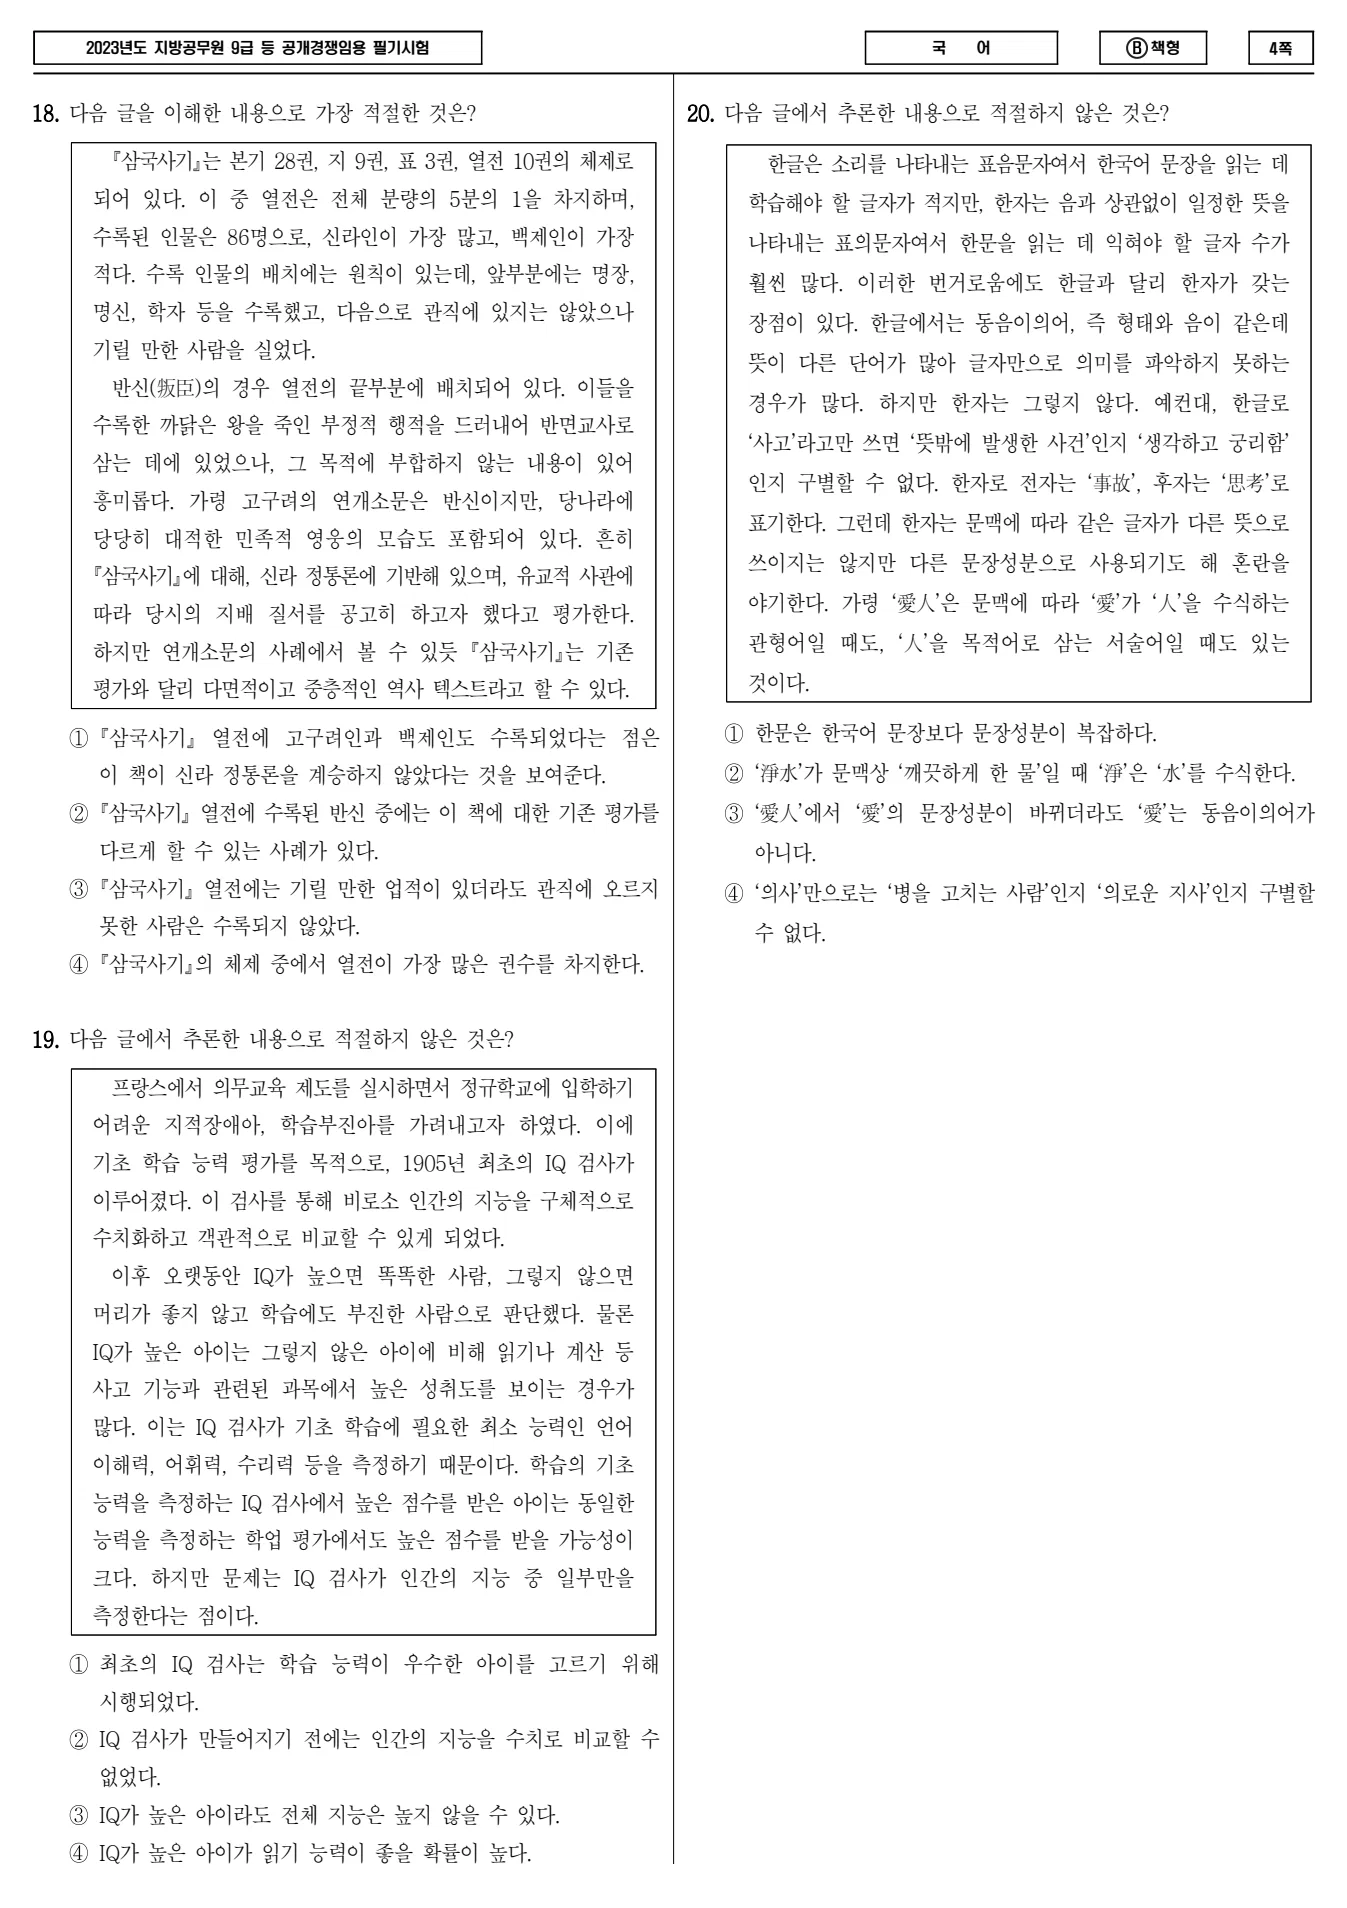 2023년도 지방공무원 9급 등 공개경쟁임용 필기시험
국 어
Ⓑ책형
4쪽
18. 다음 글을 이해한 내용으로 가장 적절한 것은?
『삼국사기』는 본기 28권, 지 9권, 표 3권, 열전 10권의 체제로
되어 있다. 이 중 열전은 전체 분량의 5분의 1을 차지하며,
수록된 인물은 86명으로, 신라인이 가장 많고, 백제인이 가장
적다. 수록 인물의 배치에는 원칙이 있는데, 앞부분에는 명장,
명신, 학자 등을 수록했고, 다음으로 관직에 있지는 않았으나
기릴 만한 사람을 실었다.
반신(叛臣)의 경우 열전의 끝부분에 배치되어 있다. 이들을
수록한 까닭은 왕을 죽인 부정적 행적을 드러내어 반면교사로
삼는 데에 있었으나, 그 목적에 부합하지 않는 내용이 있어
흥미롭다. 가령 고구려의 연개소문은 반신이지만, 당나라에
당당히 대적한 민족적 영웅의 모습도 포함되어 있다. 흔히
『삼국사기』에 대해, 신라 정통론에 기반해 있으며, 유교적 사관에
따라 당시의 지배 질서를 공고히 하고자 했다고 평가한다.
하지만 연개소문의 사례에서 볼 수 있듯 『삼국사기』는 기존
평가와 달리 다면적이고 중층적인 역사 텍스트라고 할 수 있다.
① 『삼국사기』 열전에 고구려인과 백제인도 수록되었다는 점은
이 책이 신라 정통론을 계승하지 않았다는 것을 보여준다.
② 『삼국사기』 열전에 수록된 반신 중에는 이 책에 대한 기존 평가를
다르게 할 수 있는 사례가 있다.
③ 『삼국사기』 열전에는 기릴 만한 업적이 있더라도 관직에 오르지
못한 사람은 수록되지 않았다.
④ 『삼국사기』의 체제 중에서 열전이 가장 많은 권수를 차지한다.
19. 다음 글에서 추론한 내용으로 적절하지 않은 것은?
프랑스에서 의무교육 제도를 실시하면서 정규학교에 입학하기
어려운 지적장애아, 학습부진아를 가려내고자 하였다. 이에
기초 학습 능력 평가를 목적으로, 1905년 최초의 IQ 검사가
이루어졌다. 이 검사를 통해 비로소 인간의 지능을 구체적으로
수치화하고 객관적으로 비교할 수 있게 되었다.
이후 오랫동안 IQ가 높으면 똑똑한 사람, 그렇지 않으면
머리가 좋지 않고 학습에도 부진한 사람으로 판단했다. 물론
IQ가 높은 아이는 그렇지 않은 아이에 비해 읽기나 계산 등
사고 기능과 관련된 과목에서 높은 성취도를 보이는 경우가
많다. 이는 IQ 검사가 기초 학습에 필요한 최소 능력인 언어
이해력, 어휘력, 수리력 등을 측정하기 때문이다. 학습의 기초
능력을 측정하는 IQ 검사에서 높은 점수를 받은 아이는 동일한
능력을 측정하는 학업 평가에서도 높은 점수를 받을 가능성이
크다. 하지만 문제는 IQ 검사가 인간의 지능 중 일부만을
측정한다는 점이다.
① 최초의 IQ 검사는 학습 능력이 우수한 아이를 고르기 위해
시행되었다.
② IQ 검사가 만들어지기 전에는 인간의 지능을 수치로 비교할 수
없었다.
③ IQ가 높은 아이라도 전체 지능은 높지 않을 수 있다.
④ IQ가 높은 아이가 읽기 능력이 좋을 확률이 높다.
20. 다음 글에서 추론한 내용으로 적절하지 않은 것은?
한글은 소리를 나타내는 표음문자여서 한국어 문장을 읽는 데
학습해야 할 글자가 적지만, 한자는 음과 상관없이 일정한 뜻을
나타내는 표의문자여서 한문을 읽는 데 익혀야 할 글자 수가
훨씬 많다. 이러한 번거로움에도 한글과 달리 한자가 갖는
장점이 있다. 한글에서는 동음이의어, 즉 형태와 음이 같은데
뜻이 다른 단어가 많아 글자만으로 의미를 파악하지 못하는
경우가 많다. 하지만 한자는 그렇지 않다. 예컨대, 한글로
‘사고’라고만 쓰면 ‘뜻밖에 발생한 사건’인지 ‘생각하고 궁리함’
인지 구별할 수 없다. 한자로 전자는 ‘事故’, 후자는 ‘思考’로
표기한다. 그런데 한자는 문맥에 따라 같은 글자가 다른 뜻으로
쓰이지는 않지만 다른 문장성분으로 사용되기도 해 혼란을
야기한다. 가령 ‘愛人’은 문맥에 따라 ‘愛’가 ‘人’을 수식하는
관형어일 때도, ‘人’을 목적어로 삼는 서술어일 때도 있는
것이다.
① 한문은 한국어 문장보다 문장성분이 복잡하다.
② ‘淨水’가 문맥상 ‘깨끗하게 한 물’일 때 ‘淨’은 ‘水’를 수식한다.
③ ‘愛人’에서 ‘愛’의 문장성분이 바뀌더라도 ‘愛’는 동음이의어가
아니다.
④ ‘의사’만으로는 ‘병을 고치는 사람’인지 ‘의로운 지사’인지 구별할
수 없다.